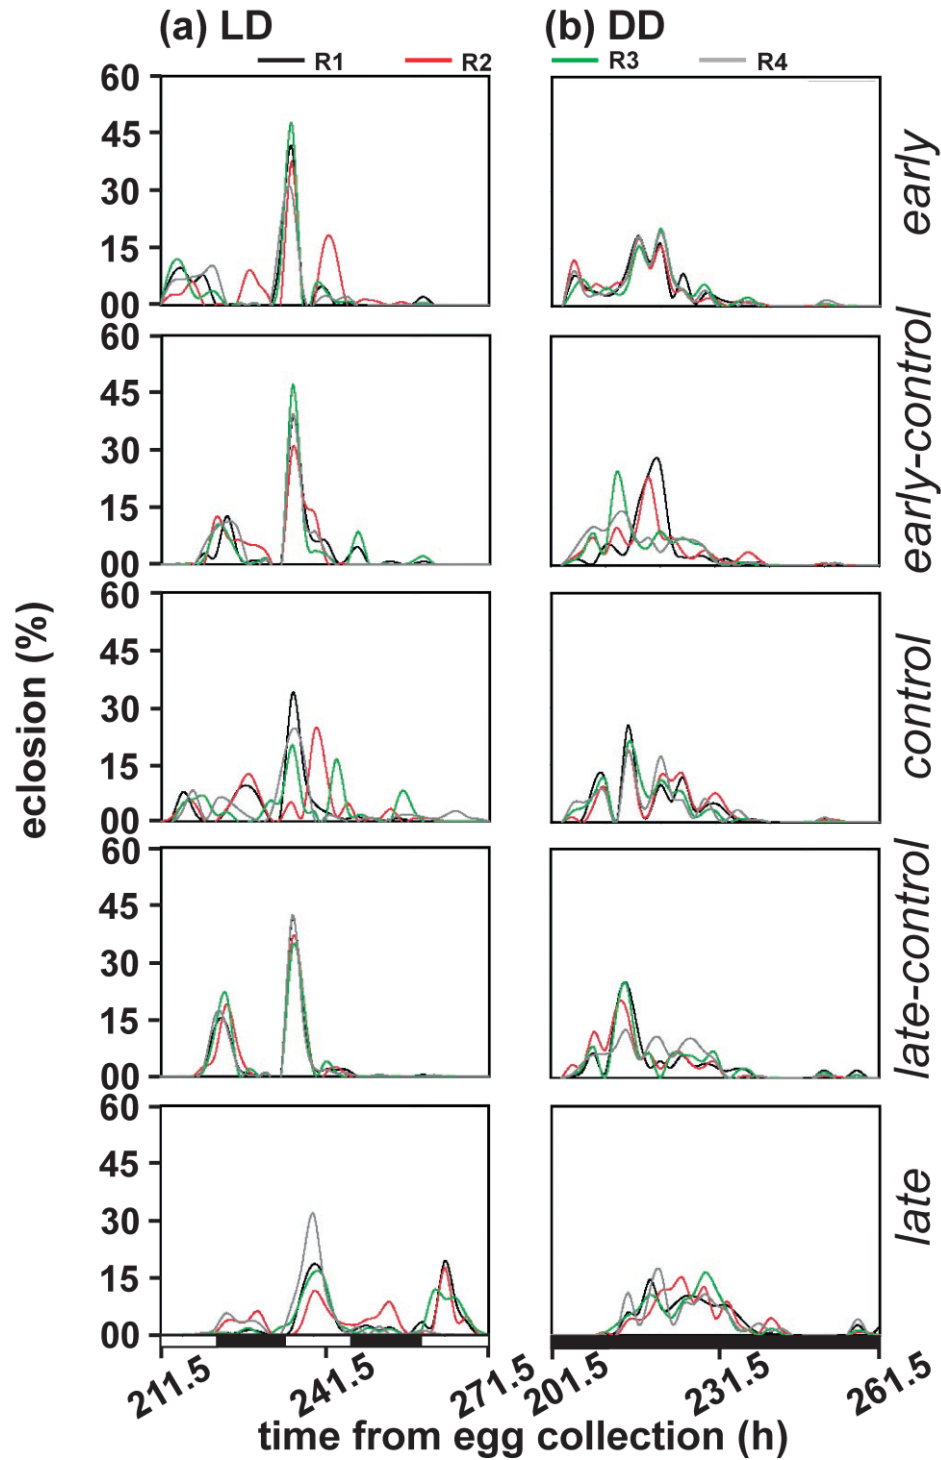 (a) LD (b) DD
R1 R2 R3 R4
60
45
30
15
00
early
60
45
30
15
00
early-control
60
45
30
15
00
control
60
45
30
15
00
late-control
60
45
30
15
00
late
eclosion (%)
211.5 241.5 271.5 201.5 231.5 261.5
time from egg collection (h)